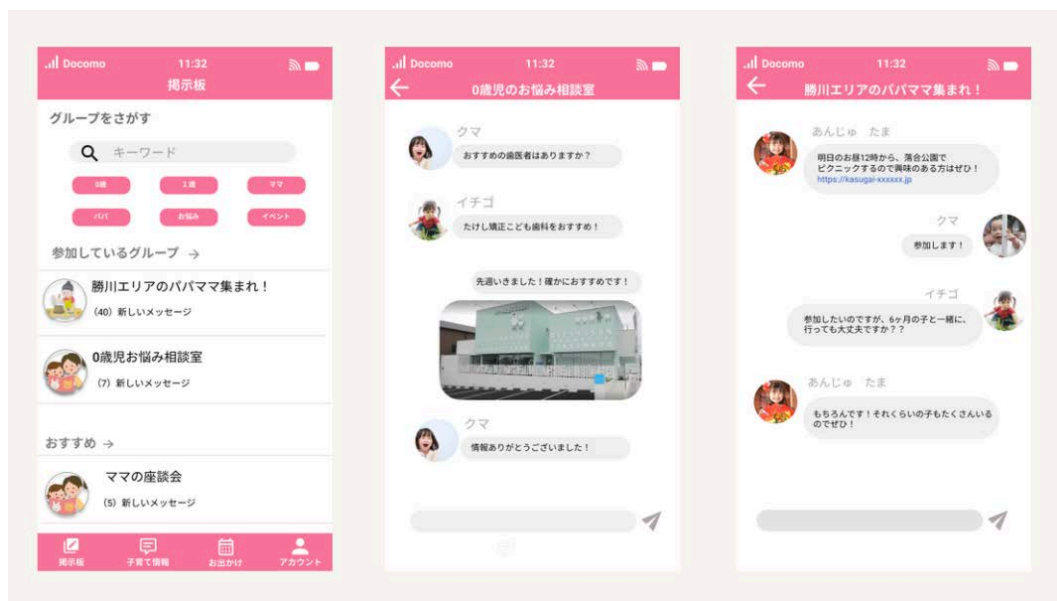 Docomo
11:32
掲示板
グループをさがす
キーワード
0歳
1歳
ママ
パパ
お悩み
イベント
参加しているグループ →
勝川エリアのパパママ集まれ！
（40）新しいメッセージ
0歳児お悩み相談室
（7）新しいメッセージ
おすすめ →
ママの座談会
（5）新しいメッセージ
掲示板
子育て情報
お出かけ
アカウント
Docomo
11:32
0歳児のお悩み相談室
クマ
おすすめの歯医者はありますか？
イチゴ
たけし矯正こども歯科をおすすめ！
先週いきました！確かにおすすめです！
クマ
情報ありがとうございました！
Docomo
11:32
勝川エリアのパパママ集まれ！
あんじゅ　たま
明日のお昼12時から、落合公園で
ピクニックするので興味のある方はぜひ！
https://kasugai-xxxxxx.jp
クマ
参加します！
イチゴ
参加したいのですが、6ヶ月の子と一緒に、
行っても大丈夫ですか？？
あんじゅ　たま
もちろんです！それくらいの子もたくさんいる
のでぜひ！